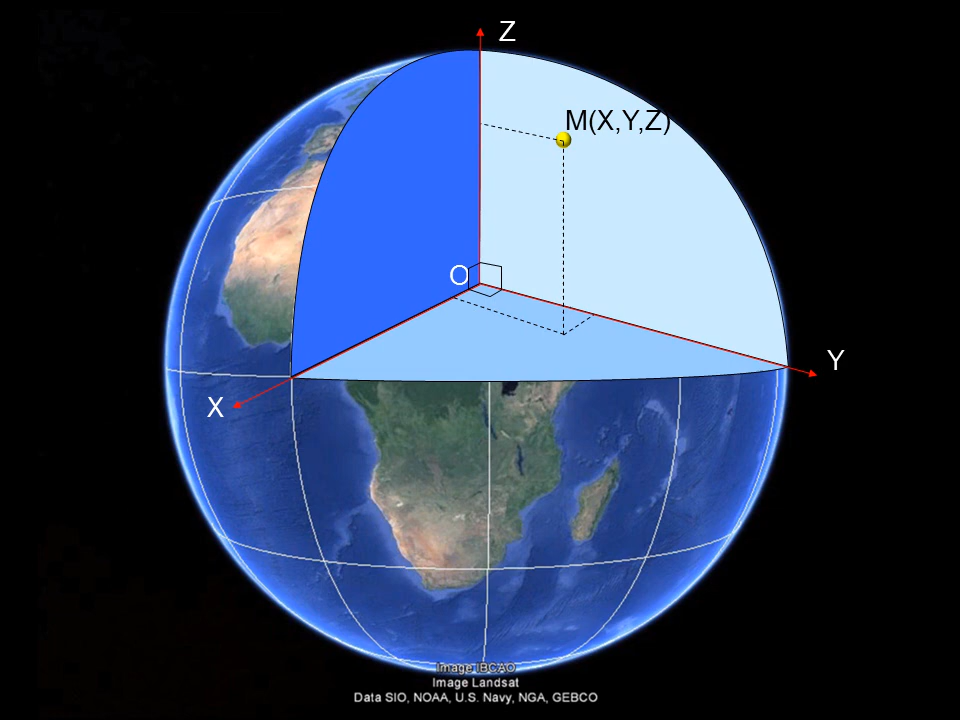 Z
M(X,Y,Z)
O
Y
X
Image IBCAO
Image Landsat
Data SIO, NOAA, U.S. Navy, NGA, GEBCO